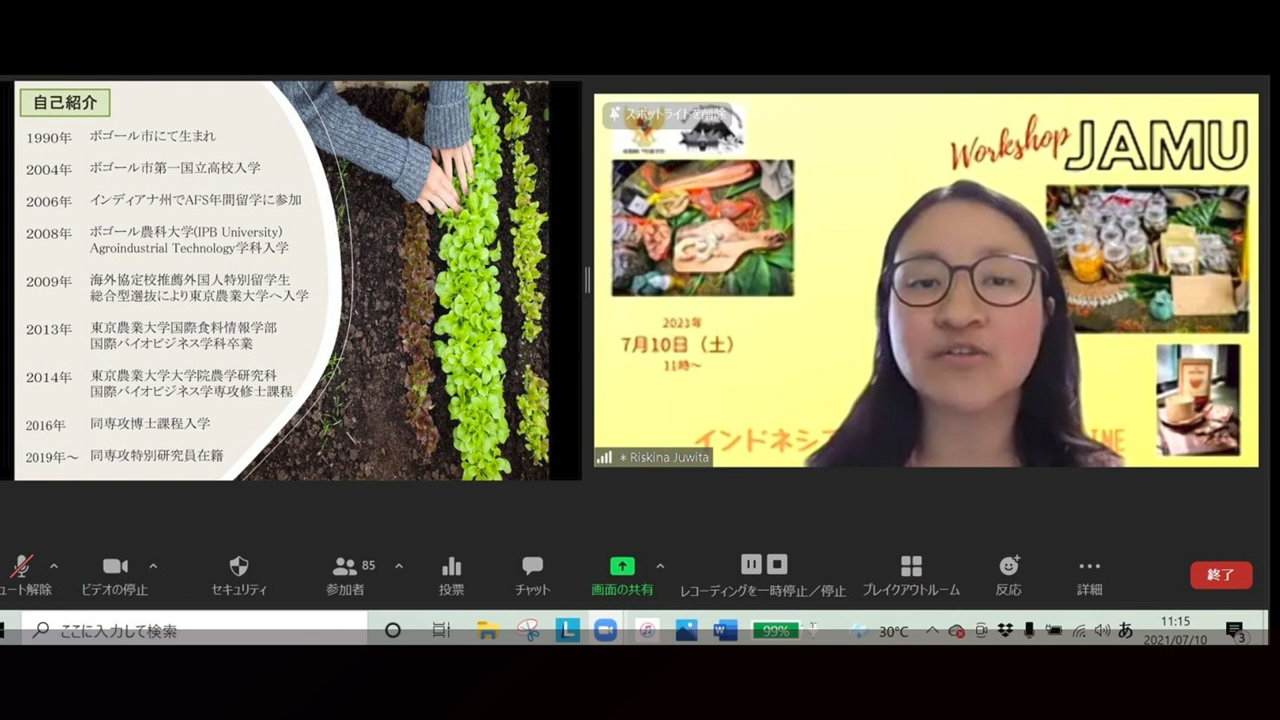 自己紹介
1990年 ボゴール市にて生まれ
2004年 ボゴール市第一国立高校入学
2006年 インディアナ州でAFS年間留学に参加
2008年 ボゴール農科大学(IPB University)
Agroindustrial Technology学科入学
2009年 海外協定校推薦外国人特別留学生
総合型選抜により東京農業大学へ入学
2013年 東京農業大学国際食料情報学部
国際バイオビジネス学科卒業
2014年 東京農業大学大学院農学研究科
国際バイオビジネス学専攻修士課程
2016年 同専攻博士課程入学
2019年～ 同専攻特別研究員在籍
スポットライトを削除
Workshop JAMU
2021年
7月10日（土）
11時～
インドネシ
INE
Riskina Juwita
ュート解除
ビデオの停止
セキュリティ
85
参加者
投票
チャット
画面の共有
レコーディングを一時停止／停止
ブレイクアウトルーム
反応
詳細
終了
ここに入力して検索
L
W
99%
30°C
あ
11:15
2021/07/10
3